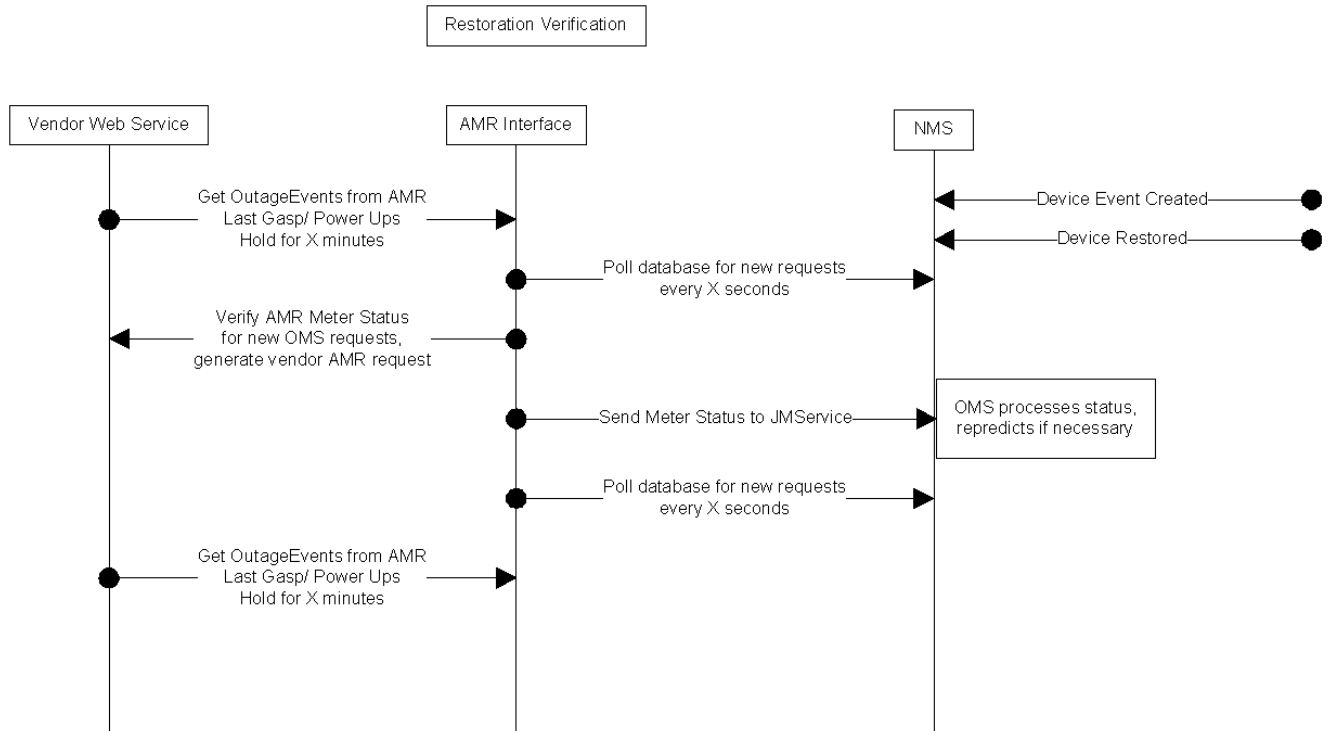 Restoration Verification
Vendor Web Service
AMR Interface
NMS
Get OutageEvents from AMR
Last Gasp/ Power Ups
Hold for X minutes
Device Event Created
Device Restored
Poll database for new requests
every X seconds
Verify AMR Meter Status
for new OMS requests,
generate vendor AMR request
Send Meter Status to JMService
OMS processes status,
repredicts if necessary
Poll database for new requests
every X seconds
Get OutageEvents from AMR
Last Gasp/ Power Ups
Hold for X minutes